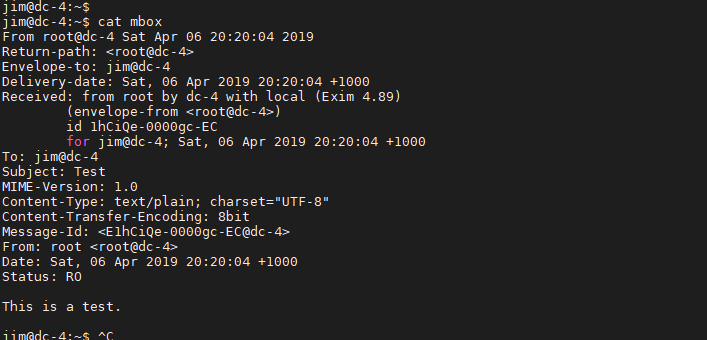 jim@dc-4:~$
jim@dc-4:~$ cat mbox
From root@dc-4 Sat Apr 06 20:20:04 2019
Return-path: <root@dc-4>
Envelope-to: jim@dc-4
Delivery-date: Sat, 06 Apr 2019 20:20:04 +1000
Received: from root by dc-4 with local (Exim 4.89)
        (envelope-from <root@dc-4>)
        id 1hCiQe-0000gc-EC
        for jim@dc-4; Sat, 06 Apr 2019 20:20:04 +1000
To: jim@dc-4
Subject: Test
MIME-Version: 1.0
Content-Type: text/plain; charset="UTF-8"
Content-Transfer-Encoding: 8bit
Message-Id: <E1hCiQe-0000gc-EC@dc-4>
From: root <root@dc-4>
Date: Sat, 06 Apr 2019 20:20:04 +1000
Status: RO

This is a test.

jim@dc-4:~$ ^C